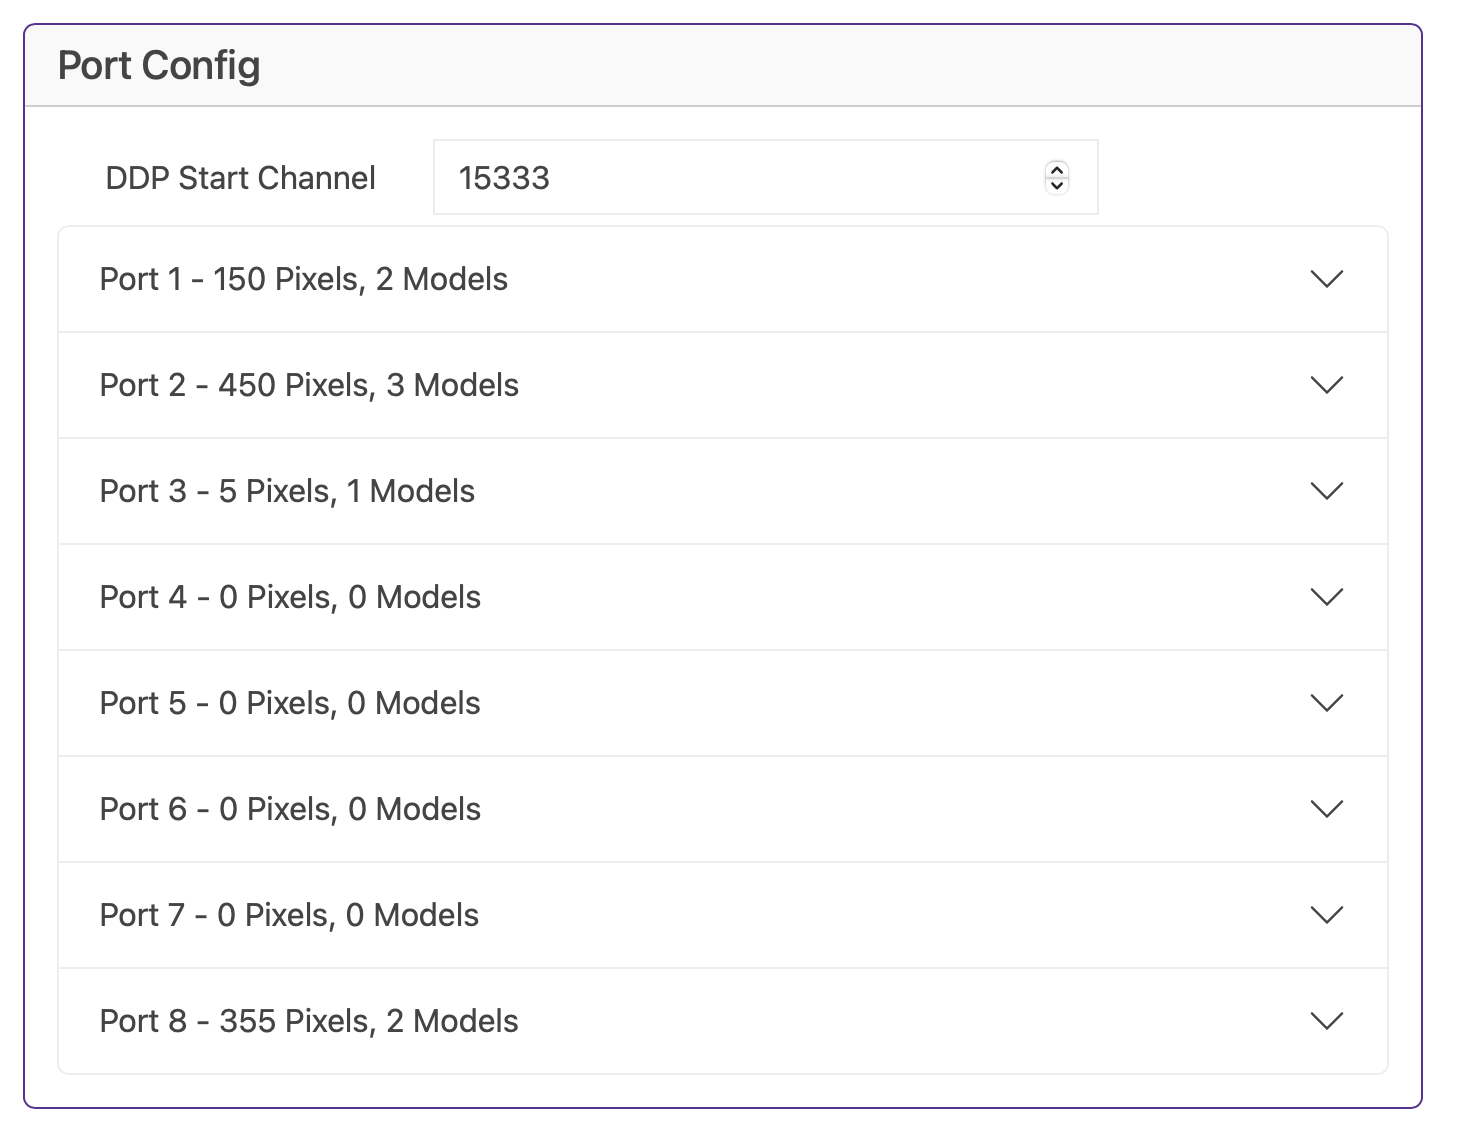 Port Config
DDP Start Channel 15333
Port 1 - 150 Pixels, 2 Models
Port 2 - 450 Pixels, 3 Models
Port 3 - 5 Pixels, 1 Models
Port 4 - 0 Pixels, 0 Models
Port 5 - 0 Pixels, 0 Models
Port 6 - 0 Pixels, 0 Models
Port 7 - 0 Pixels, 0 Models
Port 8 - 355 Pixels, 2 Models